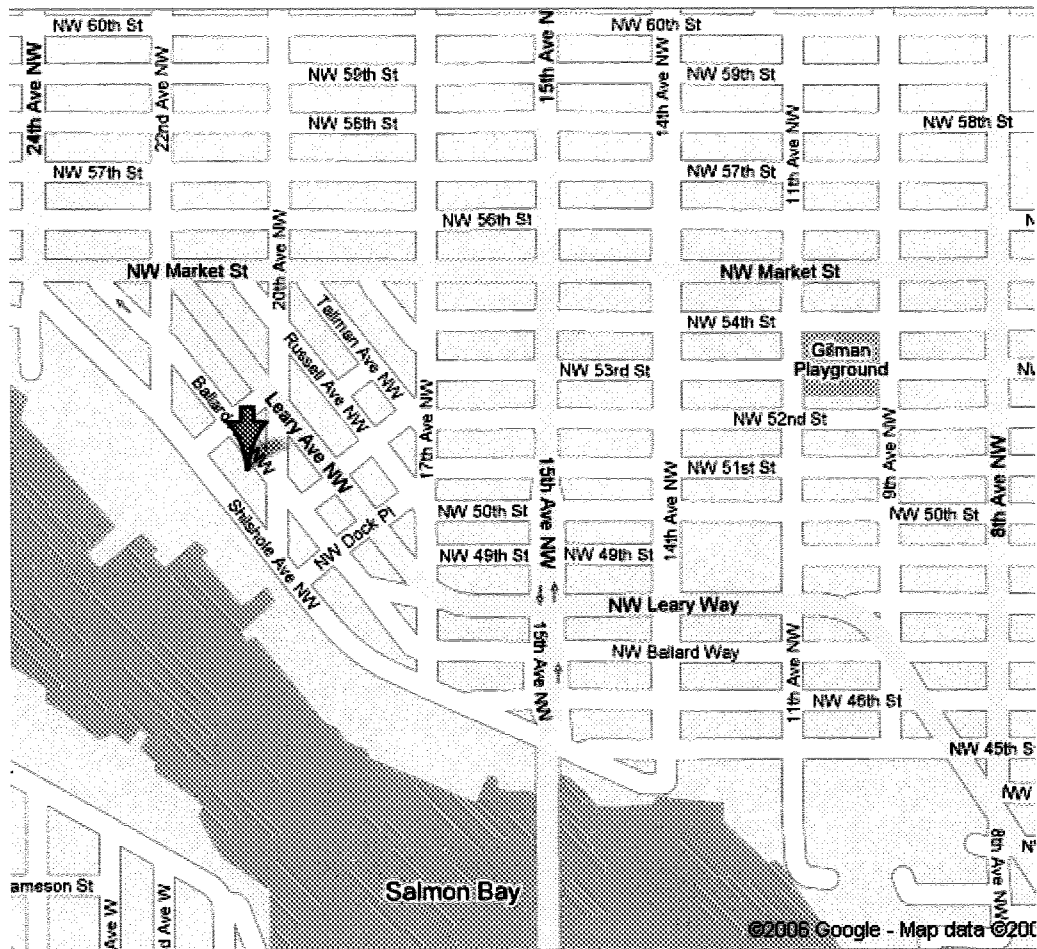 NW 60th St
NW 60th St
15th Ave N
24th Ave NW
22nd Ave NW
NW 59th St
14th Ave NW
NW 59th St
NW 58th St
11th Ave NW
NW 58th St
NW 57th St
NW 57th St
20th Ave NW
NW 56th St
NW Market St
NW Market St
Tallman Ave NW
NW 54th St
Russell Ave NW
Gilman
Playground
NW 53rd St
Ballard
NW
Leary Ave NW
17th Ave NW
NW 52nd St
9th Ave NW
8th Ave NW
15th Ave NW
14th Ave NW
NW 51st St
Shilshole Ave NW
NW Dock Pl
NW 50th St
NW 50th St
NW 49th St
NW 49th St
NW Leary Way
15th Ave NW
NW Ballard Way
11th Ave NW
NW 46th St
NW 45th S
NW
8th Ave NW
ameson St
Ave W
d Ave W
Salmon Bay
©2006 Google - Map data ©200